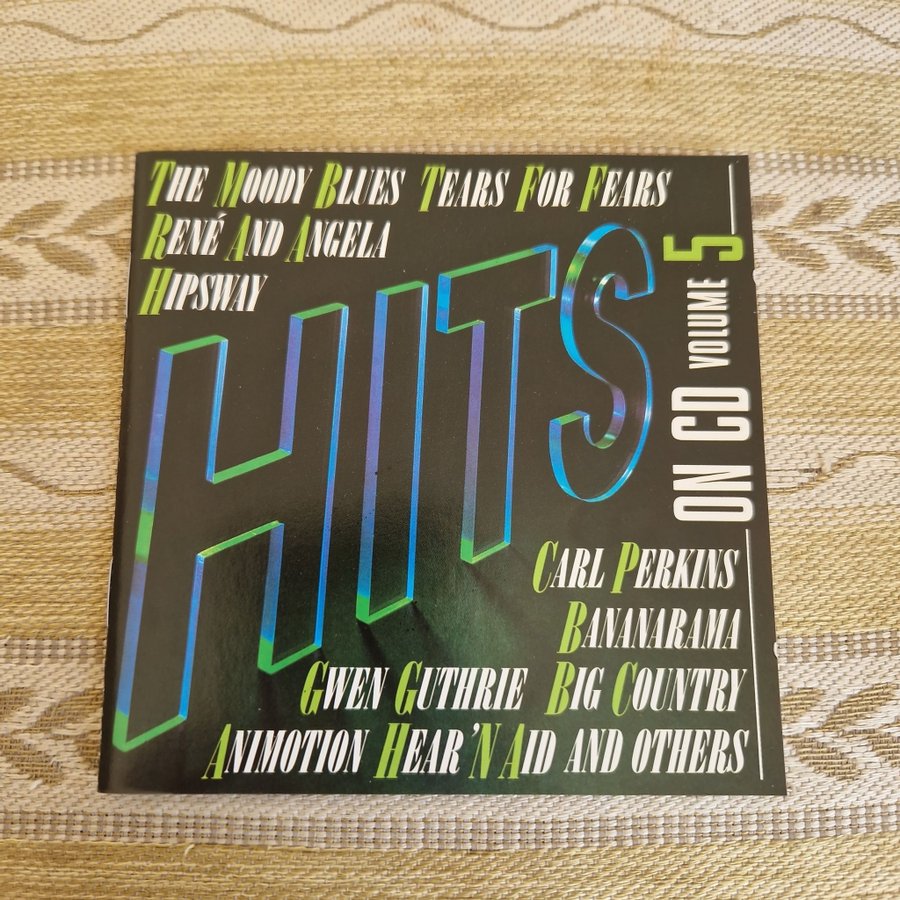 The Moody Blues Tears For Fears
René And Angela
Hipsway
HITS
ON CD VOLUME 5
Carl Perkins
Bananarama
Gwen Guthrie Big Country
Animotion Hear 'N Aid AND OTHERS